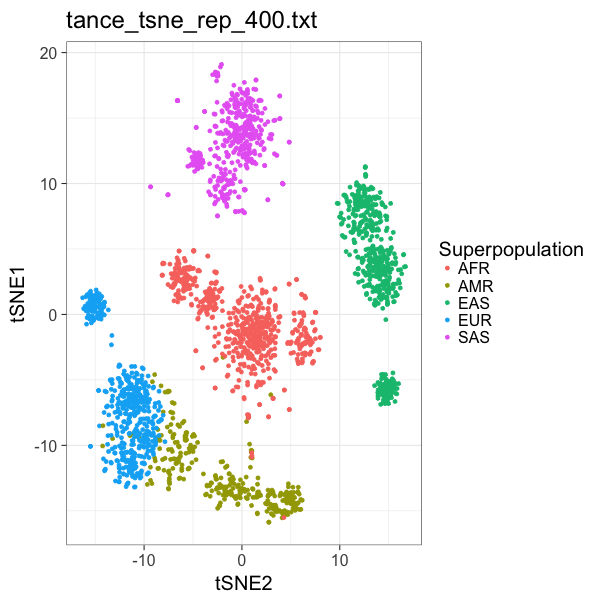 tance_tsne_rep_400.txt
20
10
0
-10
tSNE1
-10
0
10
tSNE2
Superpopulation
AFR
AMR
EAS
EUR
SAS